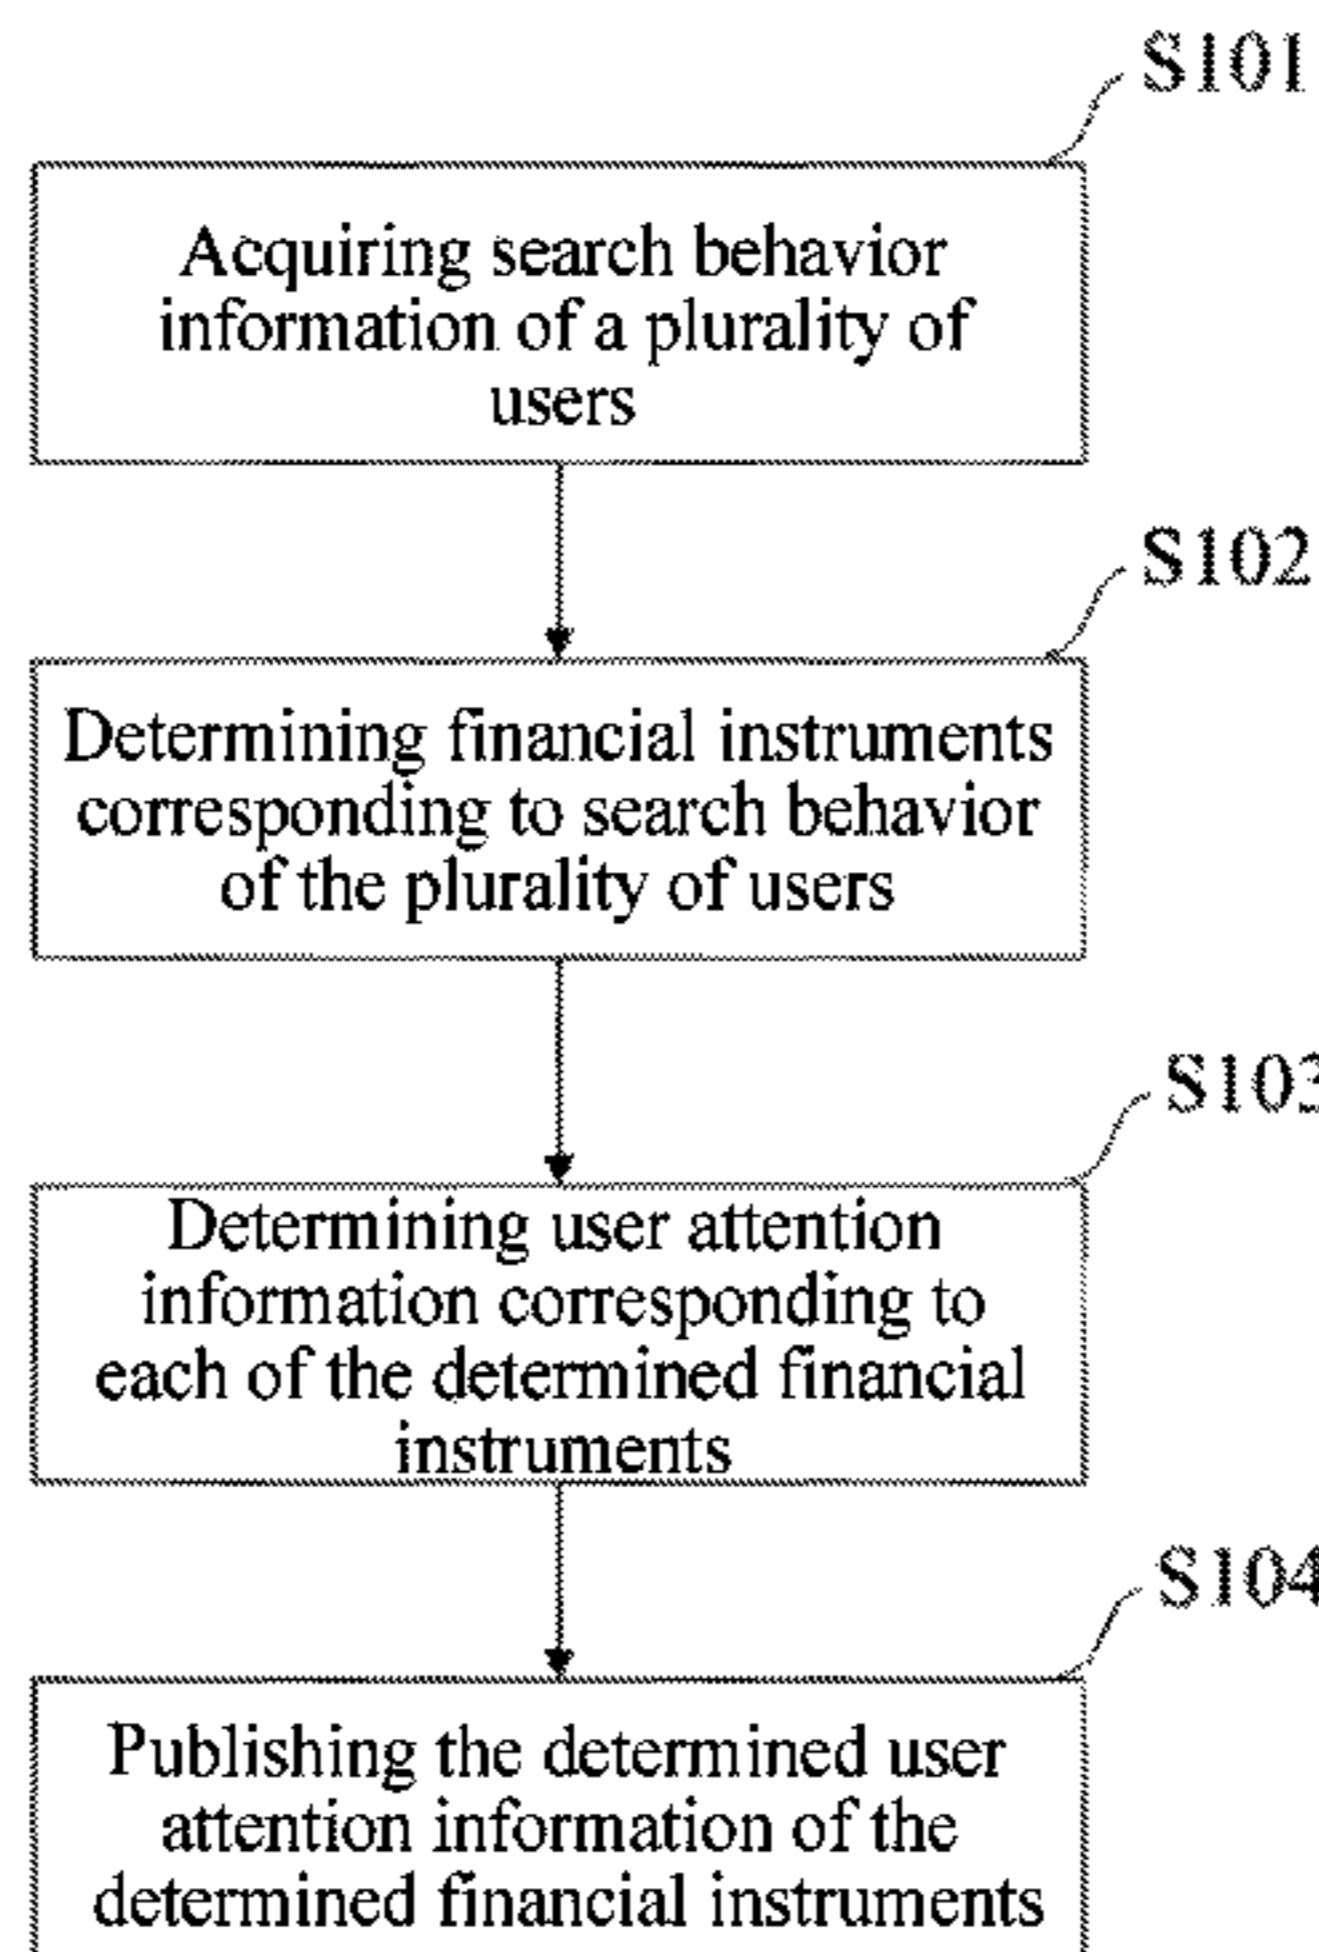 S101
Acquiring search behavior
information of a plurality of
users
S102
Determining financial instruments
corresponding to search behavior
of the plurality of users
S103
Determining user attention
information corresponding to
each of the determined financial
instruments
S104
Publishing the determined user
attention information of the
determined financial instruments